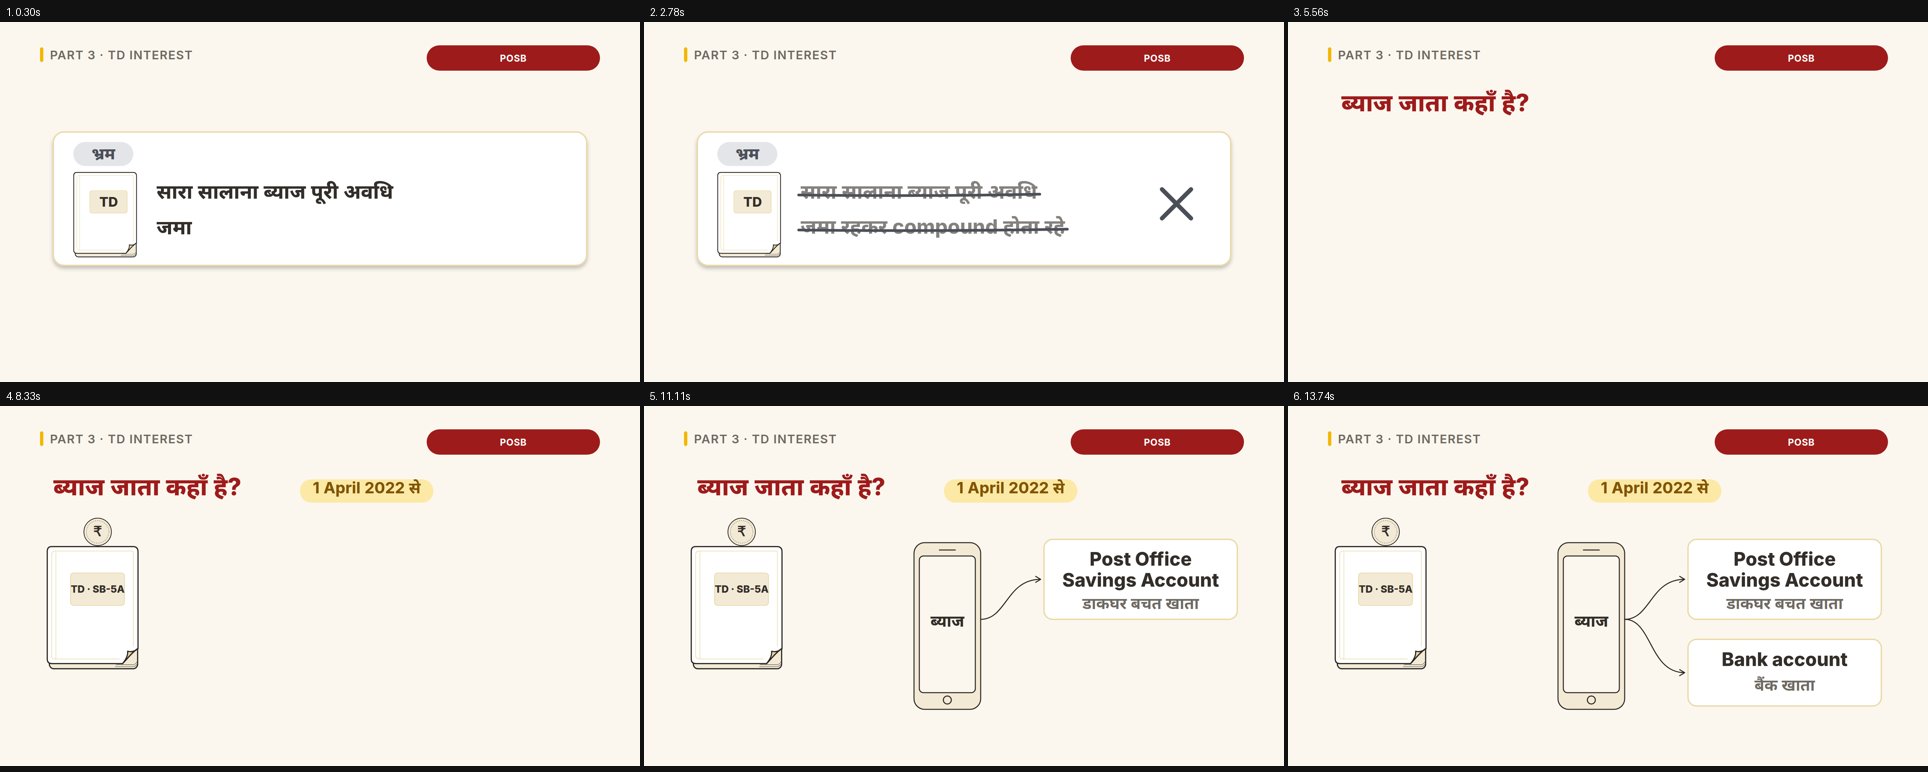 1. 0.30s
PART 3 · TD INTEREST
POSB
भ्रम
TD
सारा सालाना ब्याज पूरी अवधि
जमा
2. 2.78s
PART 3 · TD INTEREST
POSB
भ्रम
TD
सारा सालाना ब्याज पूरी अवधि
जमा रहकर compound होता रहे
3. 5.56s
PART 3 · TD INTEREST
POSB
ब्याज जाता कहाँ है?
4. 8.33s
PART 3 · TD INTEREST
POSB
ब्याज जाता कहाँ है?
1 April 2022 से
₹
TD · SB-5A
5. 11.11s
PART 3 · TD INTEREST
POSB
ब्याज जाता कहाँ है?
1 April 2022 से
₹
TD · SB-5A
ब्याज
Post Office
Savings Account
डाकघर बचत खाता
6. 13.74s
PART 3 · TD INTEREST
POSB
ब्याज जाता कहाँ है?
1 April 2022 से
₹
TD · SB-5A
ब्याज
Post Office
Savings Account
डाकघर बचत खाता
Bank account
बैंक खाता